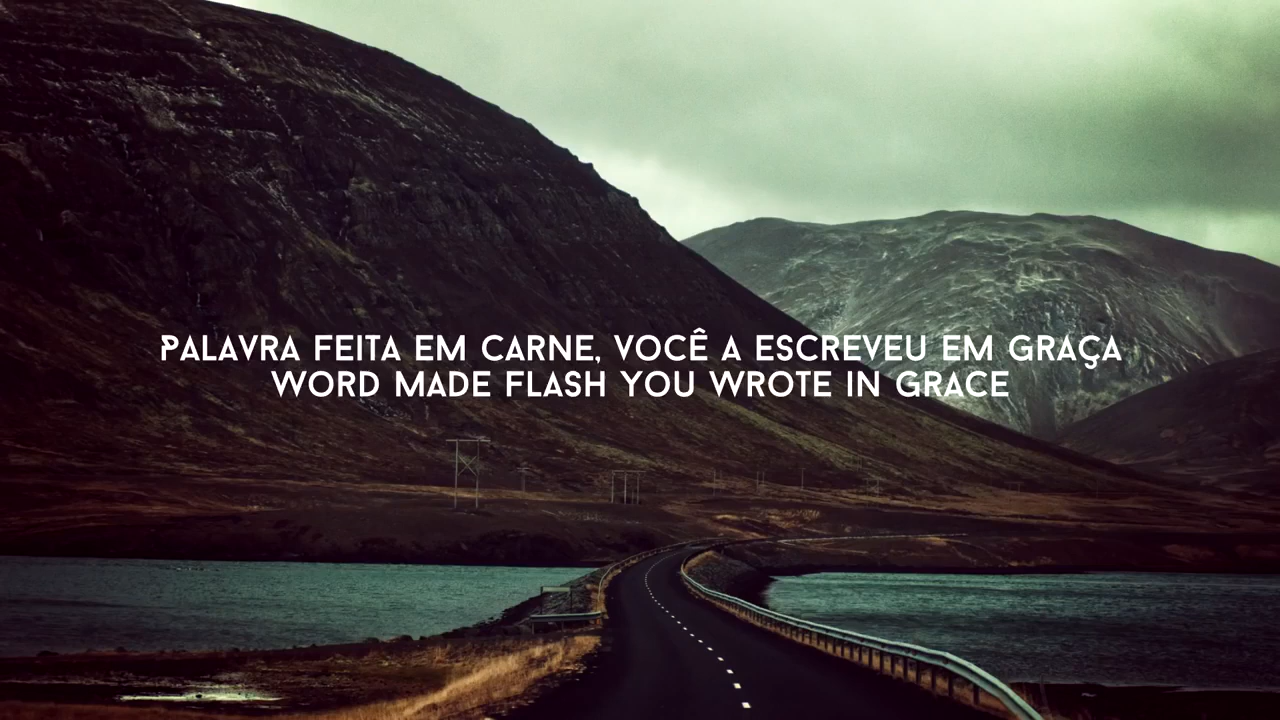 PALAVRA FEITA EM CARNE, VOCÊ A ESCREVEU EM GRAÇA
WORD MADE FLASH YOU WROTE IN GRACE